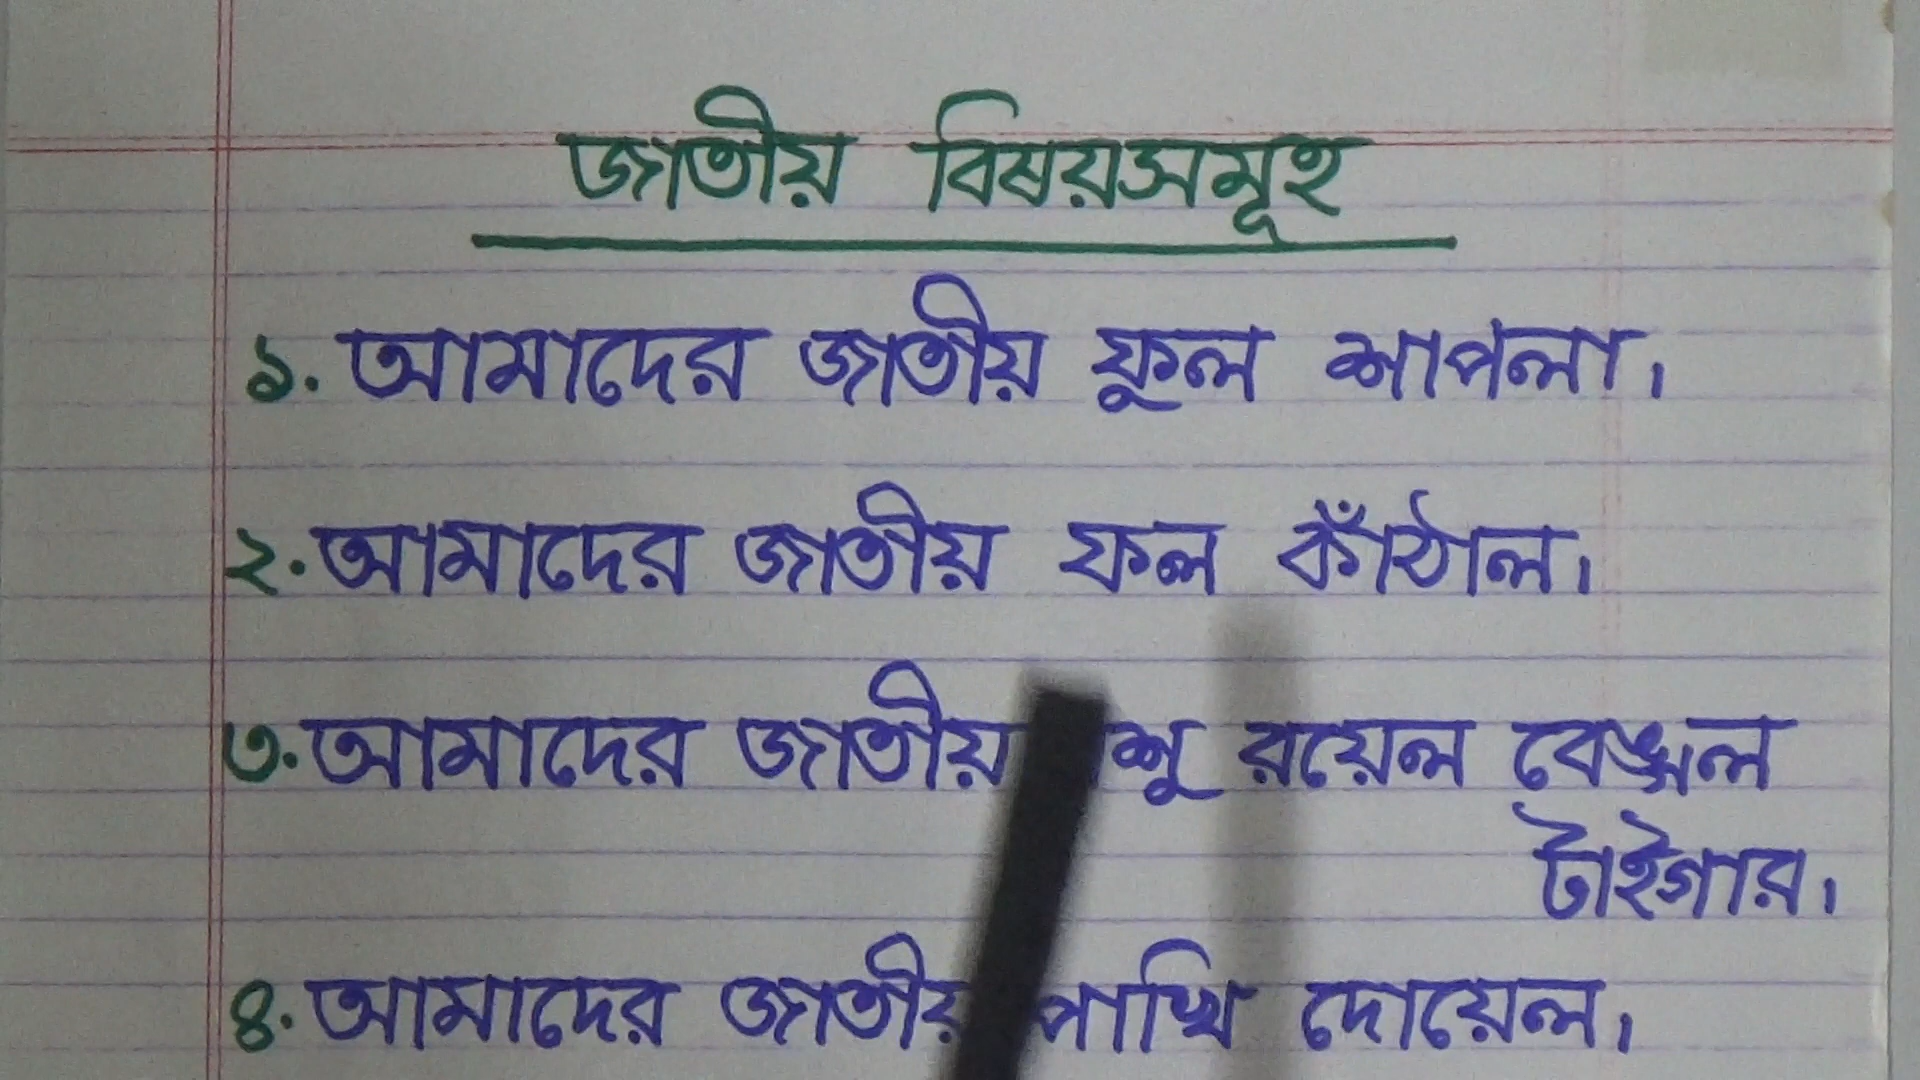 জাতীয় বিষয়সমূহ
১. আমাদের জাতীয় ফুল শাপলা।
২. আমাদের জাতীয় ফল কাঁঠাল।
৩. আমাদের জাতীয় রয়েল বেঙ্গল
টাইগার।
৪. আমাদের জাতীয় পাখি দোয়েল।